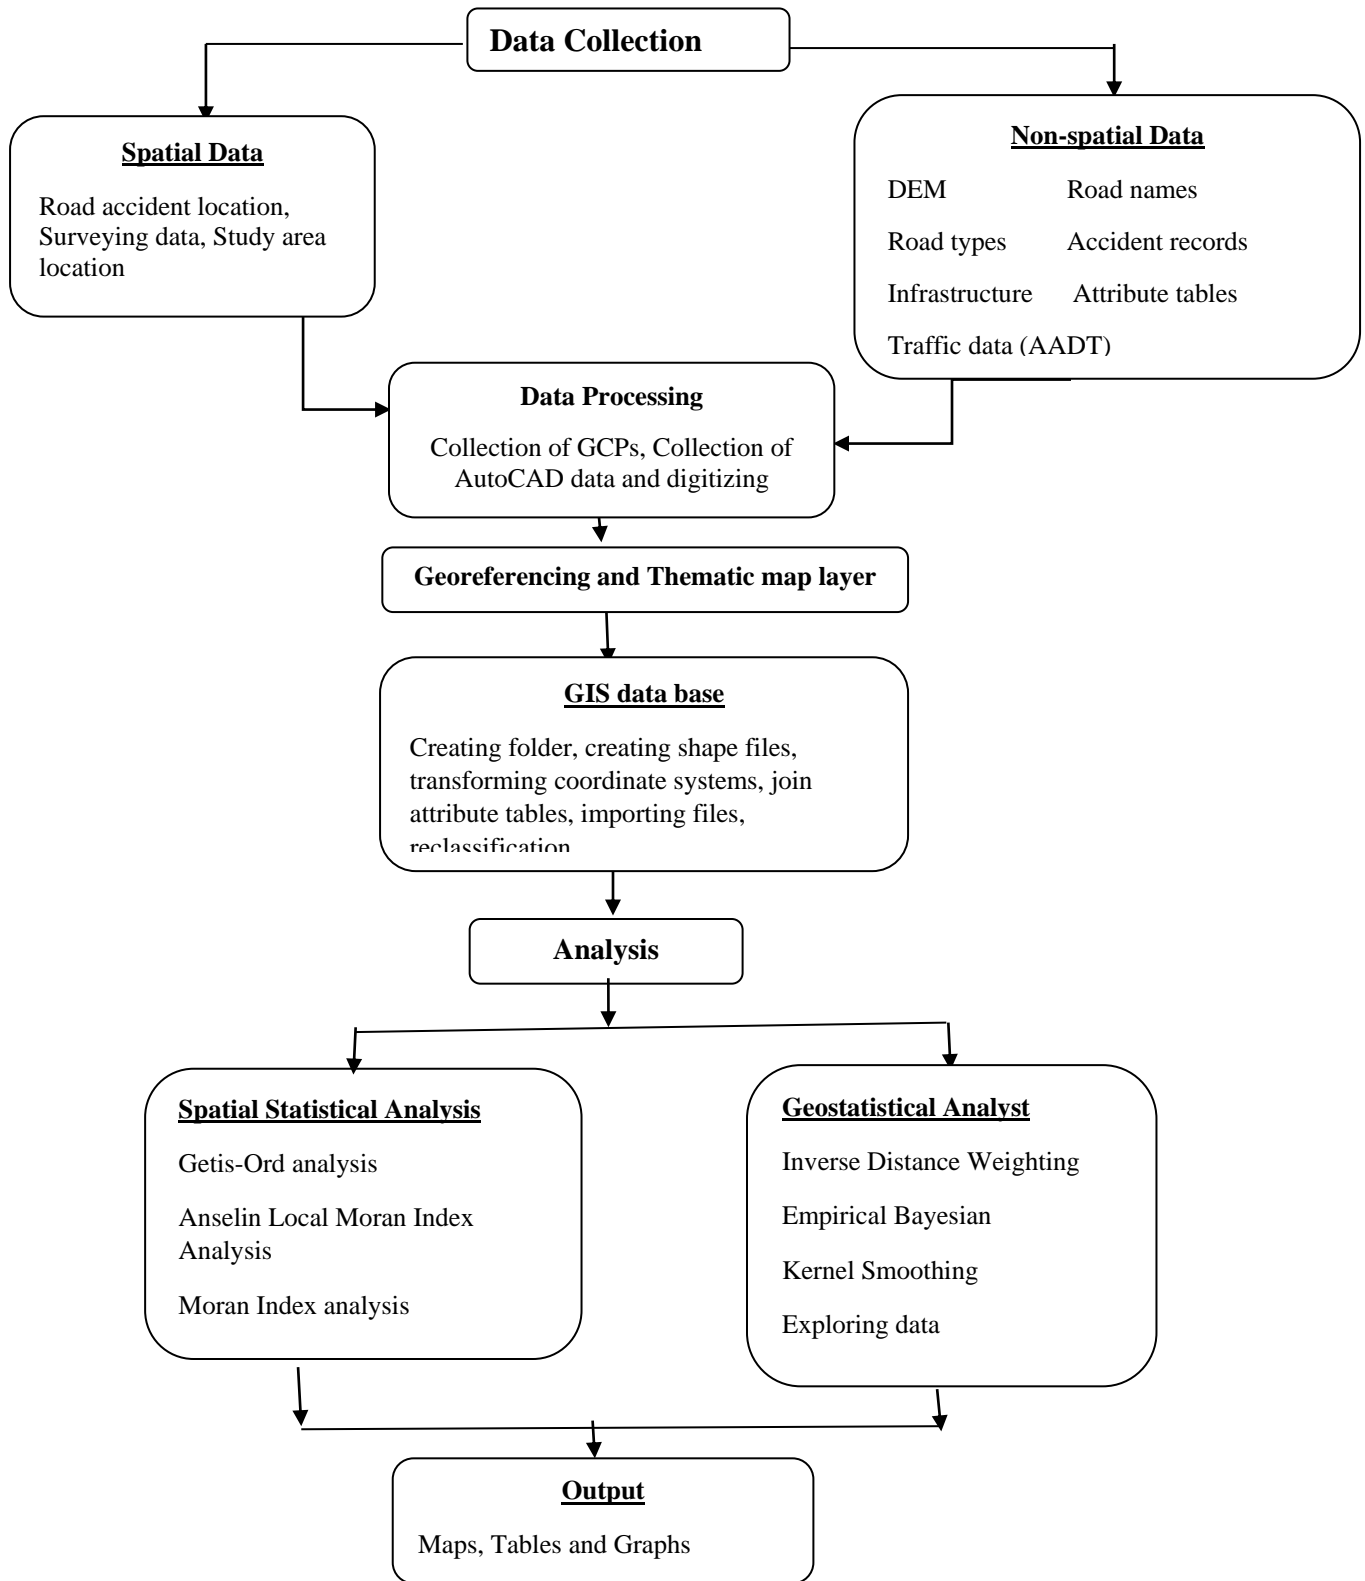 Data Collection
Spatial Data
Road accident location,
Surveying data, Study area
location
Non-spatial Data
DEM Road names
Road types Accident records
Infrastructure Attribute tables
Traffic data (AADT)
Data Processing
Collection of GCPs, Collection of
AutoCAD data and digitizing
Georeferencing and Thematic map layer
GIS data base
Creating folder, creating shape files,
transforming coordinate systems, join
attribute tables, importing files,
reclassification
Analysis
Spatial Statistical Analysis
Getis-Ord analysis
Anselin Local Moran Index
Analysis
Moran Index analysis
Geostatistical Analyst
Inverse Distance Weighting
Empirical Bayesian
Kernel Smoothing
Exploring data
Output
Maps, Tables and Graphs